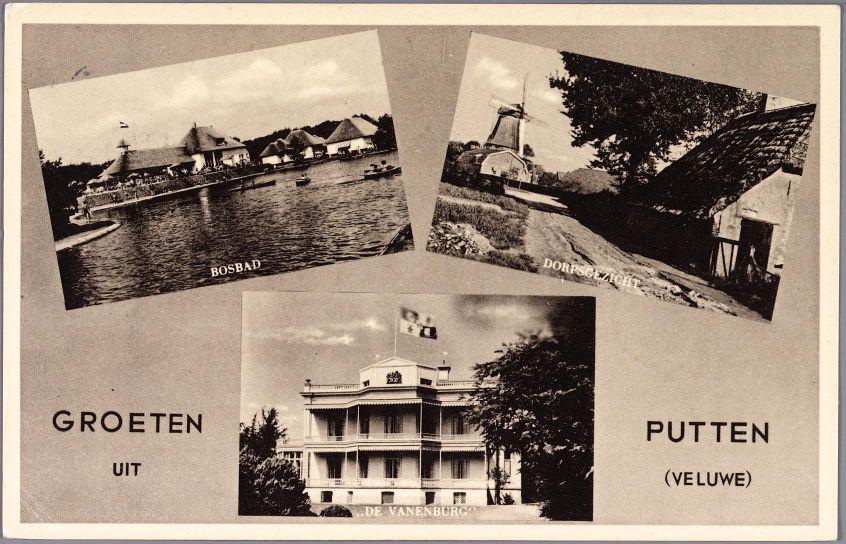 BOSBAD
DORPSGEZICHT
GROETEN
UIT
PUTTEN
(VELUWE)
„DE VANENBURG"